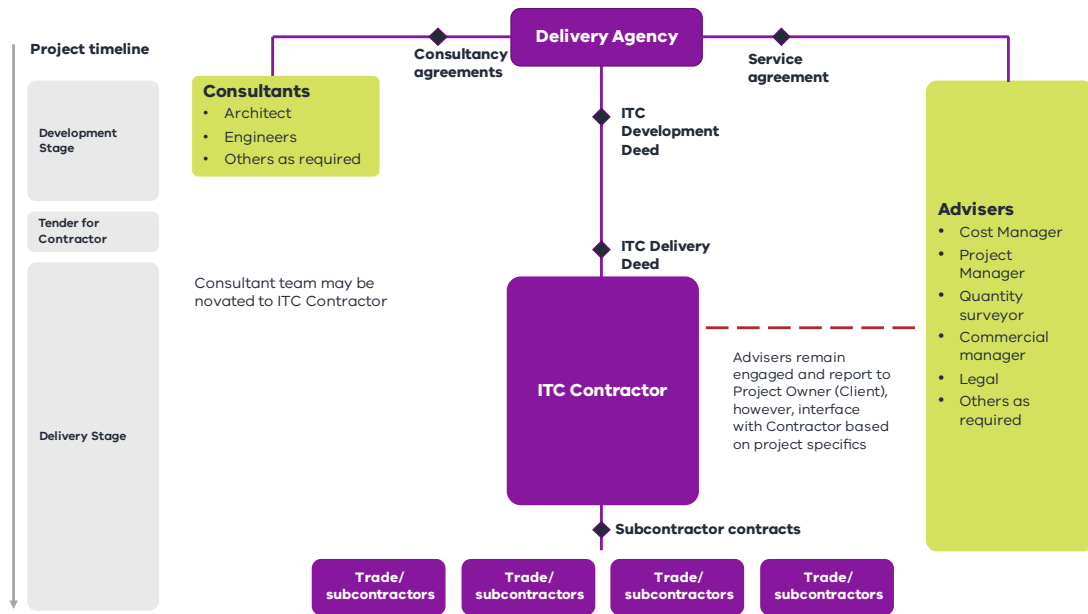 Project timeline
Delivery Agency
Consultancy
agreements
Service
agreement
Consultants
• Architect
• Engineers
• Others as required
ITC
Development
Deed
Development
Stage
Tender for
Contractor
ITC Delivery
Deed
Advisers
• Cost Manager
• Project
Manager
• Quantity
surveyor
• Commercial
manager
• Legal
• Others as
required
Consultant team may be
novated to ITC Contractor
ITC Contractor
Advisers remain
engaged and report to
Project Owner (Client),
however, interface
with Contractor based
on project specifics
Delivery Stage
Subcontractor contracts
Trade/
subcontractors
Trade/
subcontractors
Trade/
subcontractors
Trade/
subcontractors